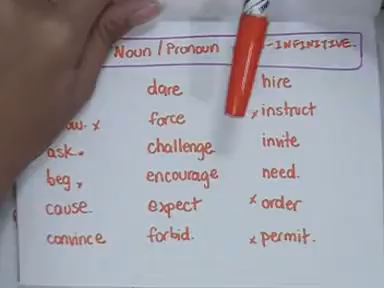 Noun / Pronoun -INFINITIVE
dare hire
force x instruct
ask. challenge invite
beg x encourage need.
cause. expect x order
convince forbid. x permit.